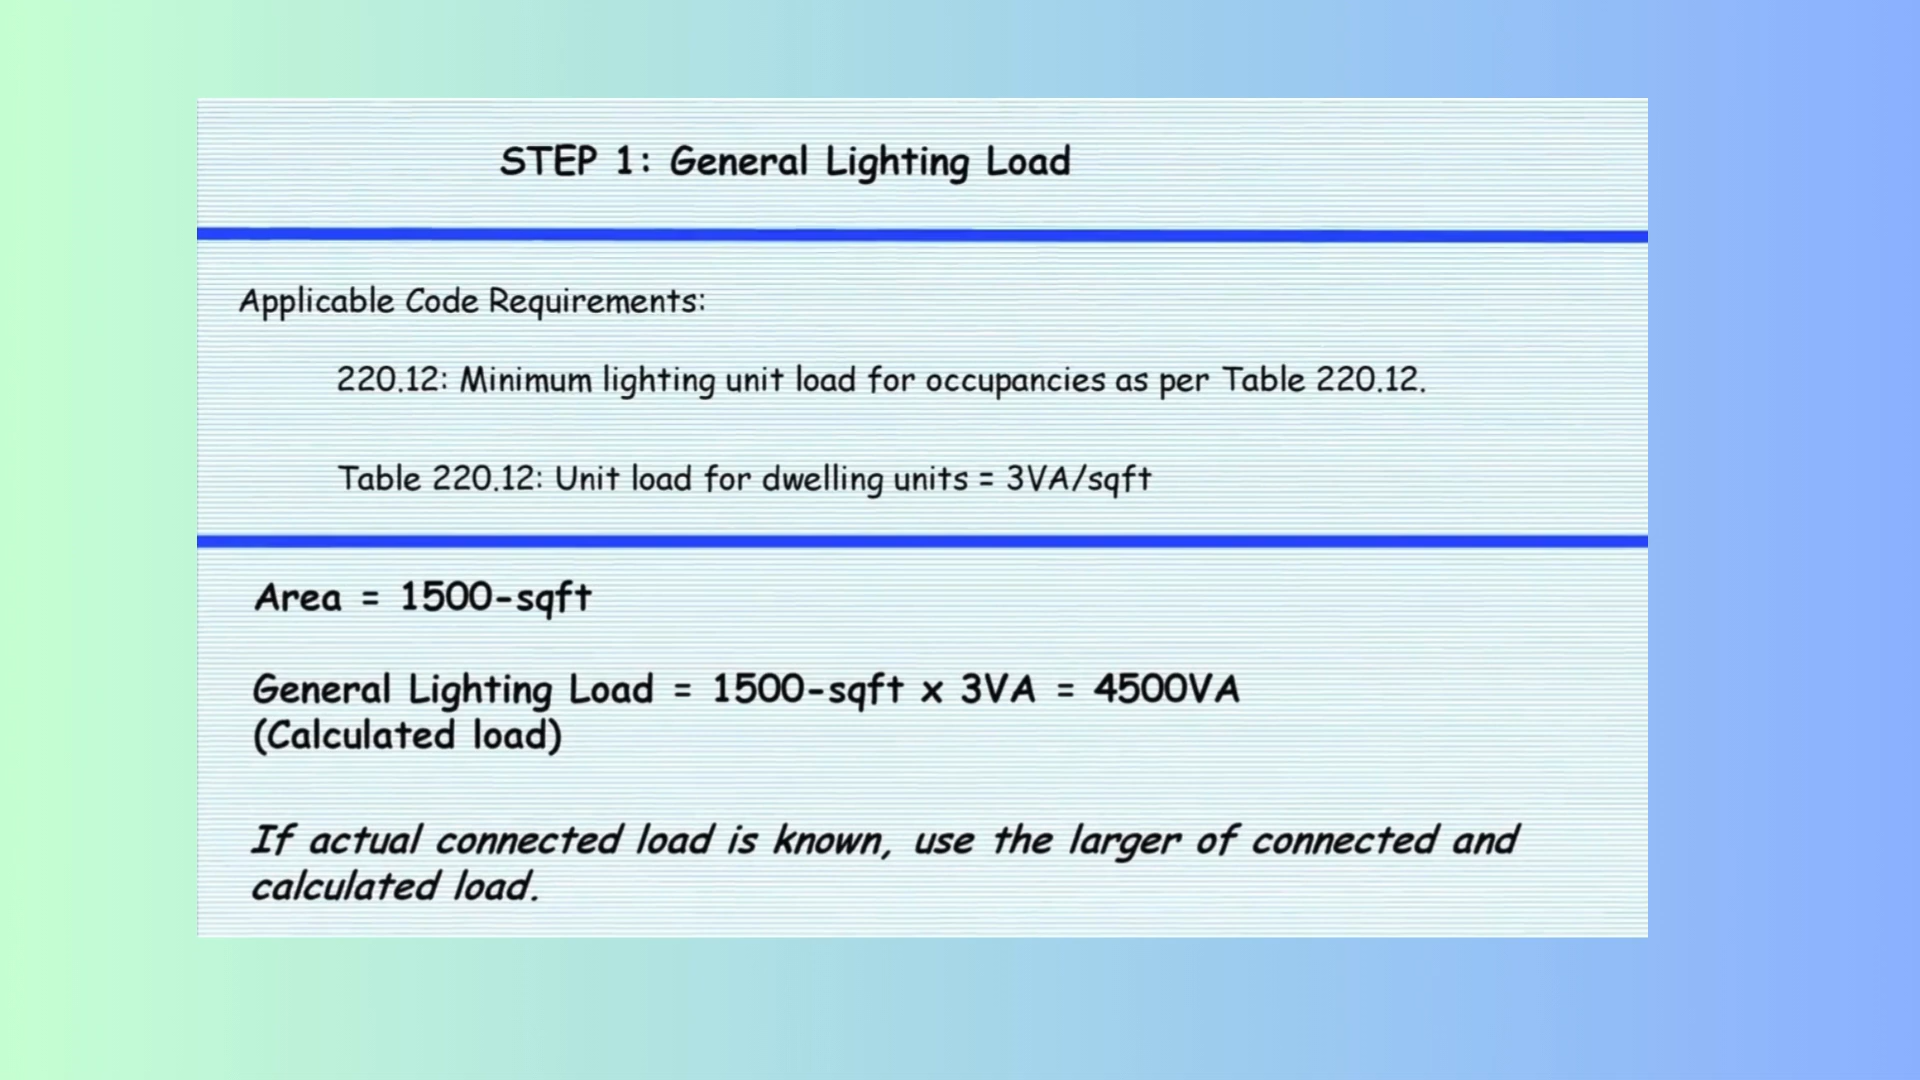 STEP 1: General Lighting Load
Applicable Code Requirements:
220.12: Minimum lighting unit load for occupancies as per Table 220.12.
Table 220.12: Unit load for dwelling units = 3VA/sqft
Area = 1500-sqft
General Lighting Load = 1500-sqft x 3VA = 4500VA
(Calculated load)
If actual connected load is known, use the larger of connected and
calculated load.